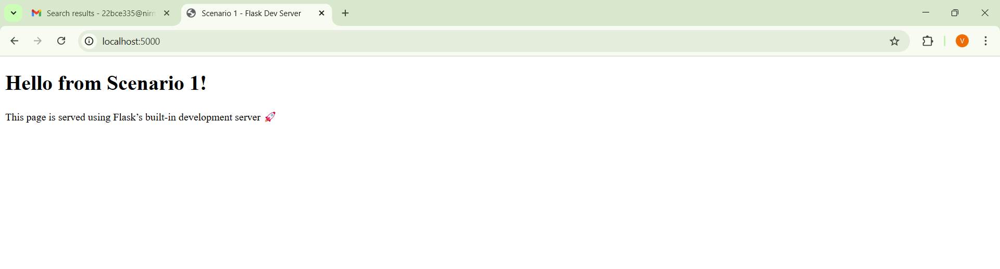 Search results - 22bce335@nirm
Scenario 1 - Flask Dev Server
localhost:5000
V
Hello from Scenario 1!
This page is served using Flask’s built-in development server 🚀